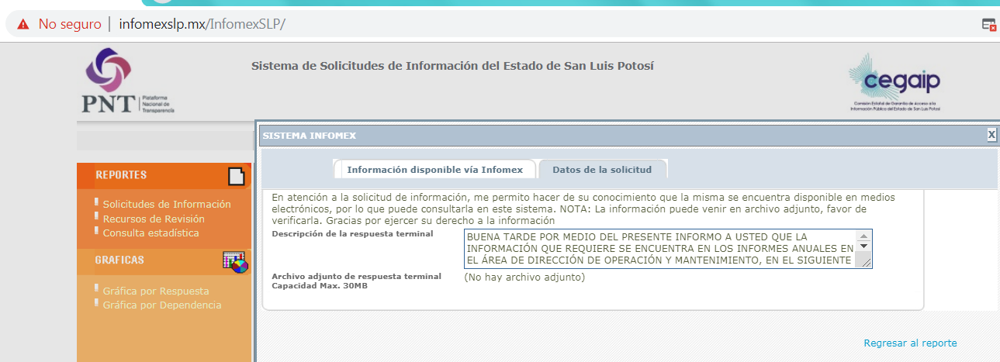 No seguro | infomexslp.mx/InfomexSLP/
PNT
Plataforma
Nacional de
Transparencia
Sistema de Solicitudes de Información del Estado de San Luis Potosí
cegaip
Comisión Estatal de Garantía de Acceso a la
Información Pública del Estado de San Luis Potosí
SISTEMA INFOMEX
X
REPORTES
Solicitudes de Información
Recursos de Revisión
Consulta estadística
GRAFICAS
Gráfica por Respuesta
Gráfica por Dependencia
Información disponible vía Infomex
Datos de la solicitud
En atención a la solicitud de información, me permito hacer de su conocimiento que la misma se encuentra disponible en medios
electrónicos, por lo que puede consultarla en este sistema. NOTA: La información puede venir en archivo adjunto, favor de
verificarla. Gracias por ejercer su derecho a la información
Descripción de la respuesta terminal
BUENA TARDE POR MEDIO DEL PRESENTE INFORMO A USTED QUE LA
INFORMACIÓN QUE REQUIERE SE ENCUENTRA EN LOS INFORMES ANUALES EN
EL ÁREA DE DIRECCIÓN DE OPERACIÓN Y MANTENIMIENTO, EN EL SIGUIENTE
Archivo adjunto de respuesta terminal
Capacidad Max. 30MB
(No hay archivo adjunto)
Regresar al reporte